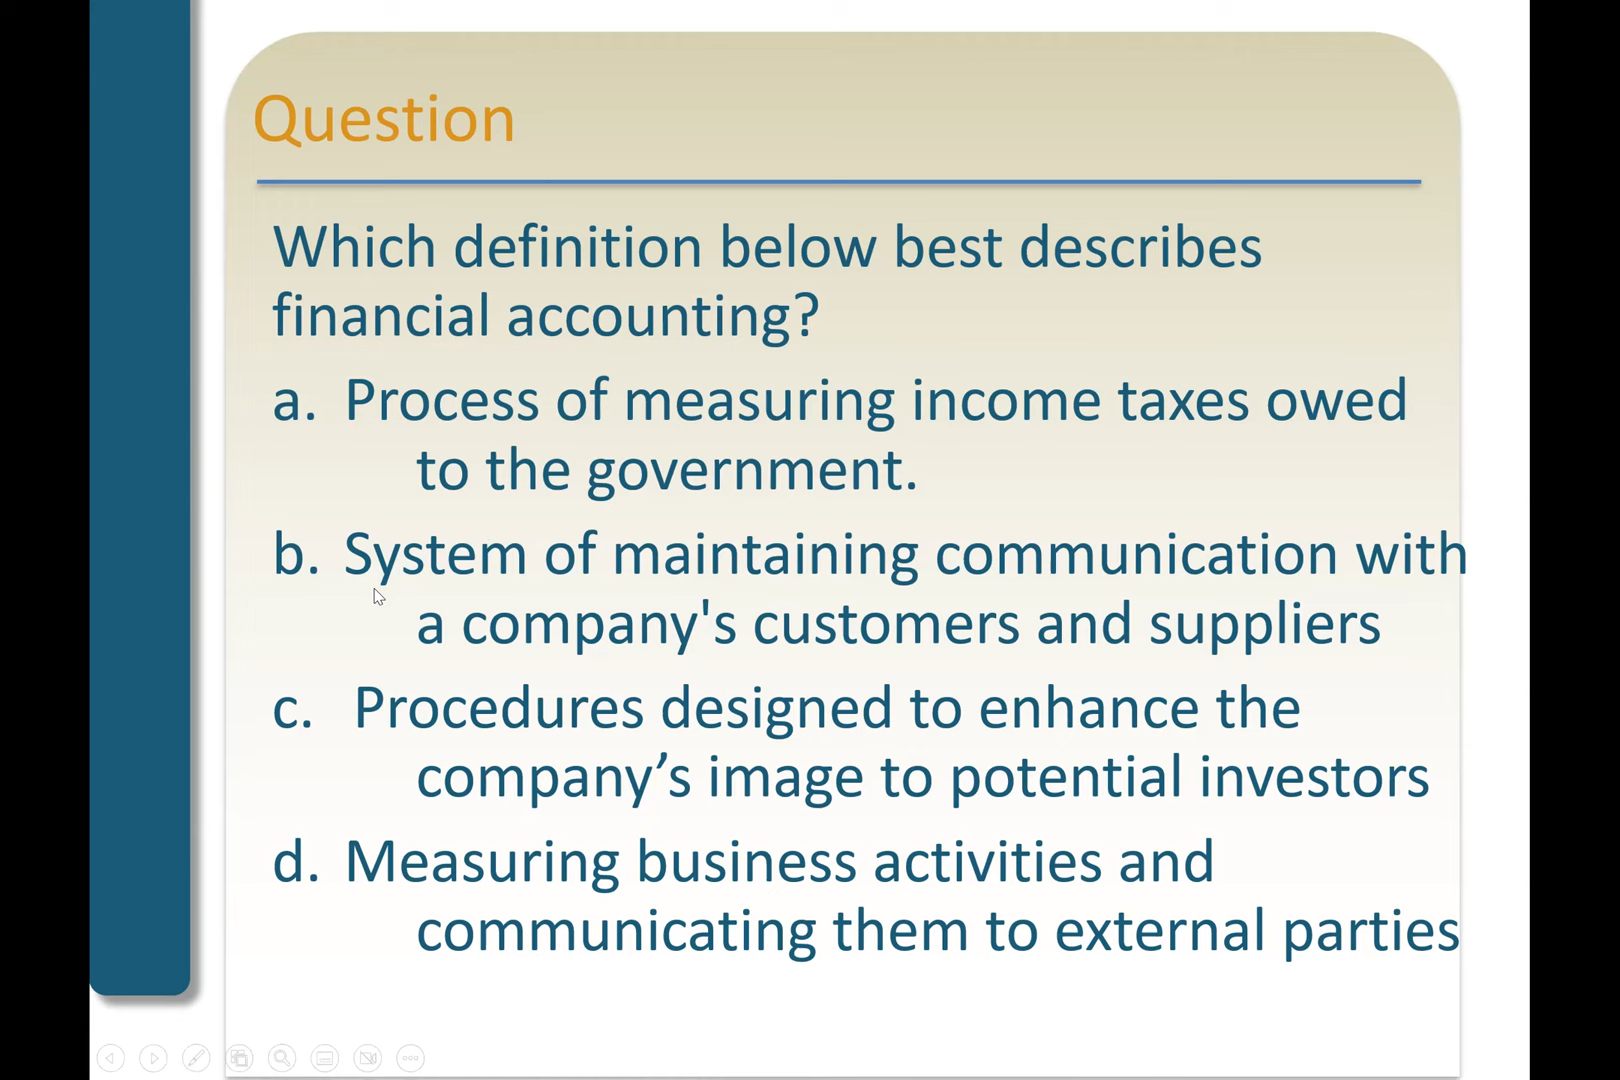 Question
Which definition below best describes
financial accounting?
a. Process of measuring income taxes owed
to the government.
b. System of maintaining communication with
a company's customers and suppliers
c. Procedures designed to enhance the
company’s image to potential investors
d. Measuring business activities and
communicating them to external parties